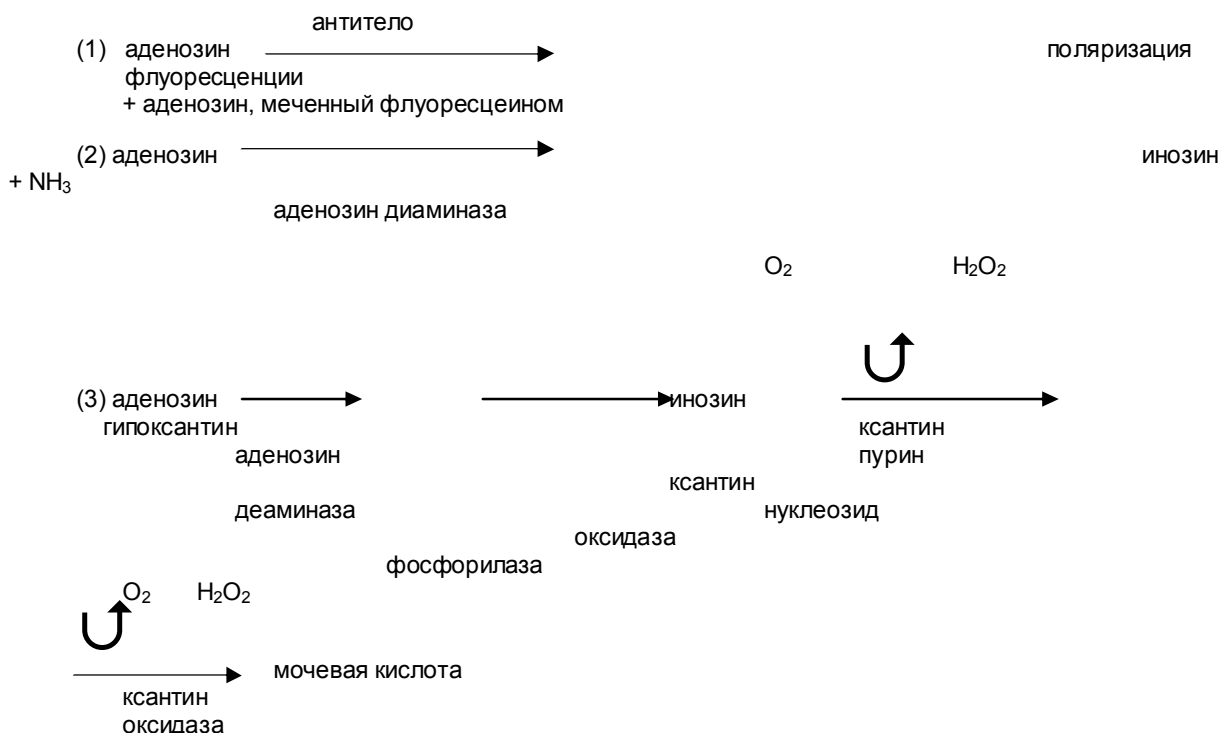 антитело
(1) аденозин поляризация
флуоресценции
+ аденозин, меченный флуоресцеином
(2) аденозин инозин
+ NH₃
аденозин диаминаза
O₂ H₂O₂
(3) аденозин инозин
гипоксантин ксантин
аденозин пурин
ксантин
деаминаза нуклеозид
оксидаза
фосфорилаза
O₂ H₂O₂
мочевая кислота
ксантин
оксидаза